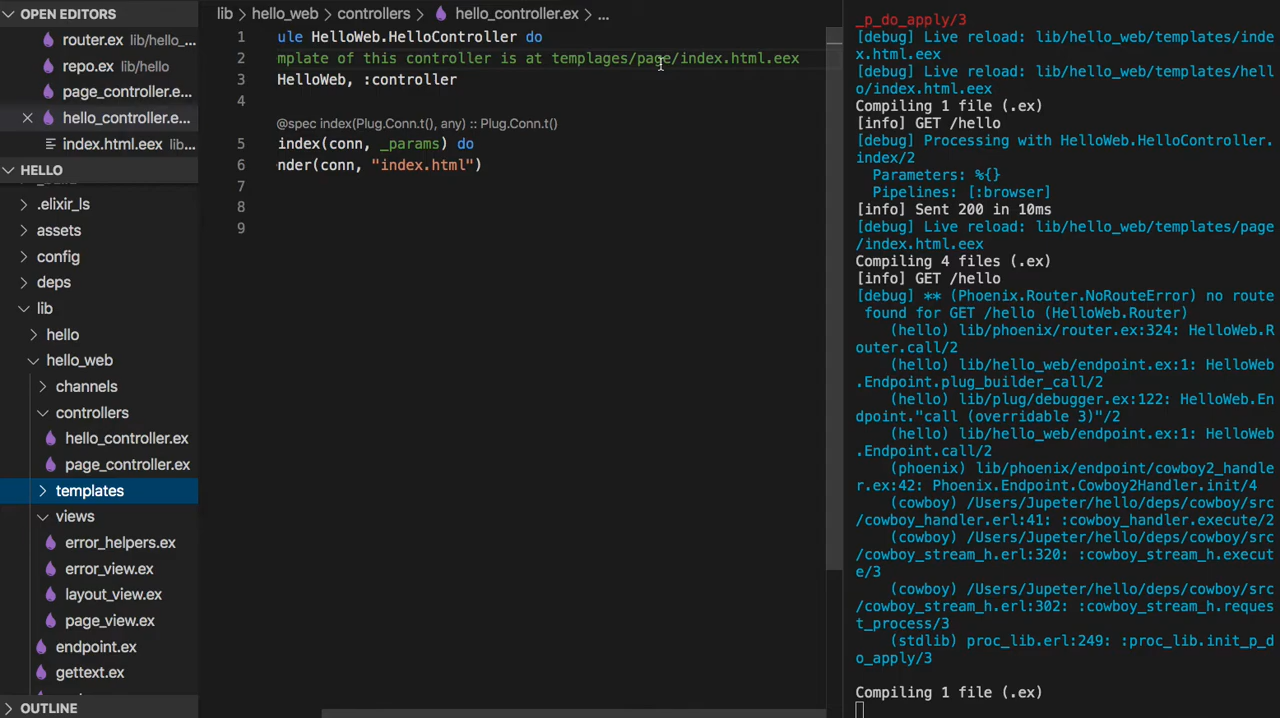 OPEN EDITORS
router.ex lib/hello_...
repo.ex lib/hello
page_controller.e...
hello_controller.e...
index.html.eex lib...
HELLO
.elixir_ls
assets
config
deps
lib
hello
hello_web
channels
controllers
hello_controller.ex
page_controller.ex
templates
views
error_helpers.ex
error_view.ex
layout_view.ex
page_view.ex
endpoint.ex
gettext.ex
OUTLINE
lib > hello_web > controllers > hello_controller.ex > ...
1 ule HelloWeb.HelloController do
2 mplate of this controller is at templages/page/index.html.eex
3 HelloWeb, :controller
4
@spec index(Plug.Conn.t(), any) :: Plug.Conn.t()
5 index(conn, _params) do
6 nder(conn, "index.html")
7
8
9
_p_do_apply/3
[debug] Live reload: lib/hello_web/templates/inde
x.html.eex
[debug] Live reload: lib/hello_web/templates/hell
o/index.html.eex
Compiling 1 file (.ex)
[info] GET /hello
[debug] Processing with HelloWeb.HelloController.
index/2
Parameters: %{}
Pipelines: [:browser]
[info] Sent 200 in 10ms
[debug] Live reload: lib/hello_web/templates/page
/index.html.eex
Compiling 4 files (.ex)
[info] GET /hello
[debug] ** (Phoenix.Router.NoRouteError) no route
found for GET /hello (HelloWeb.Router)
(hello) lib/phoenix/router.ex:324: HelloWeb.R
outer.call/2
(hello) lib/hello_web/endpoint.ex:1: HelloWeb
.Endpoint.plug_builder_call/2
(hello) lib/plug/debugger.ex:122: HelloWeb.En
dpoint."call (overridable 3)"/2
(hello) lib/hello_web/endpoint.ex:1: HelloWeb
.Endpoint.call/2
(phoenix) lib/phoenix/endpoint/cowboy2_handle
r.ex:42: Phoenix.Endpoint.Cowboy2Handler.init/4
(cowboy) /Users/Jupeter/hello/deps/cowboy/src
/cowboy_handler.erl:41: :cowboy_handler.execute/2
(cowboy) /Users/Jupeter/hello/deps/cowboy/src
/cowboy_stream_h.erl:320: :cowboy_stream_h.execut
e/3
(cowboy) /Users/Jupeter/hello/deps/cowboy/src
/cowboy_stream_h.erl:302: :cowboy_stream_h.reques
t_process/3
(stdlib) proc_lib.erl:249: :proc_lib.init_p_d
o_apply/3
Compiling 1 file (.ex)